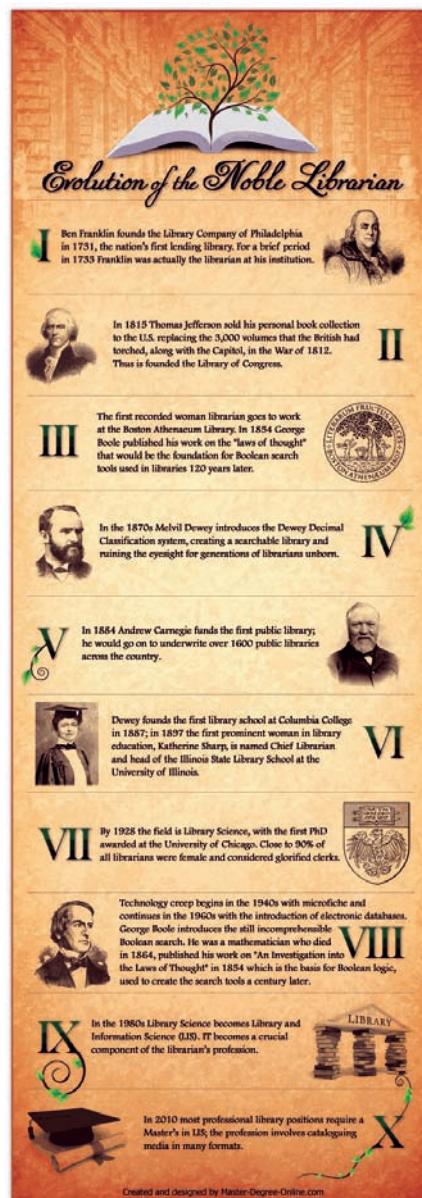 Evolution of the Noble Librarian
I
Ben Franklin founds the Library Company of Philadelphia
in 1731, the nation's first lending library. For a brief period
in 1733 Franklin was actually the librarian at his institution.
In 1815 Thomas Jefferson sold his personal book collection
to the U.S. replacing the 3,000 volumes that the British had
torched, along with the Capitol, in the War of 1812.
Thus is founded the Library of Congress.
II
III
The first recorded woman librarian goes to work
at the Boston Athenaeum Library. In 1854 George
Boole published his work on the "laws of thought"
that would be the foundation for Boolean search
tools used in libraries 120 years later.
In the 1870s Melvil Dewey introduces the Dewey Decimal
Classification system, creating a searchable library and
ruining the eyesight for generations of librarians unborn.
IV
V
In 1884 Andrew Carnegie funds the first public library;
he would go on to underwrite over 1600 public libraries
across the country.
Dewey founds the first library school at Columbia College
in 1887; in 1897 the first prominent woman in library
education, Katherine Sharp, is named Chief Librarian
and head of the Illinois State Library School at the
University of Illinois.
VI
VII
By 1928 the field is Library Science, with the first PhD
awarded at the University of Chicago. Close to 90% of
all librarians were female and considered glorified clerks.
Technology creep begins in the 1940s with microfiche and
continues in the 1960s with the introduction of electronic databases.
George Boole introduces the still incomprehensible
Boolean search. He was a mathematician who died
in 1864, published his work on "An Investigation into
the Laws of Thought" in 1854 which is the basis for Boolean logic,
used to create the search tools a century later.
VIII
IX
In the 1980s Library Science becomes Library and
Information Science (LIS). IT becomes a crucial
component of the librarian's profession.
LIBRARY
In 2010 most professional library positions require a
Master's in LIS; the profession involves cataloguing
media in many formats.
X
Created and designed by Master-Degree-Online.com